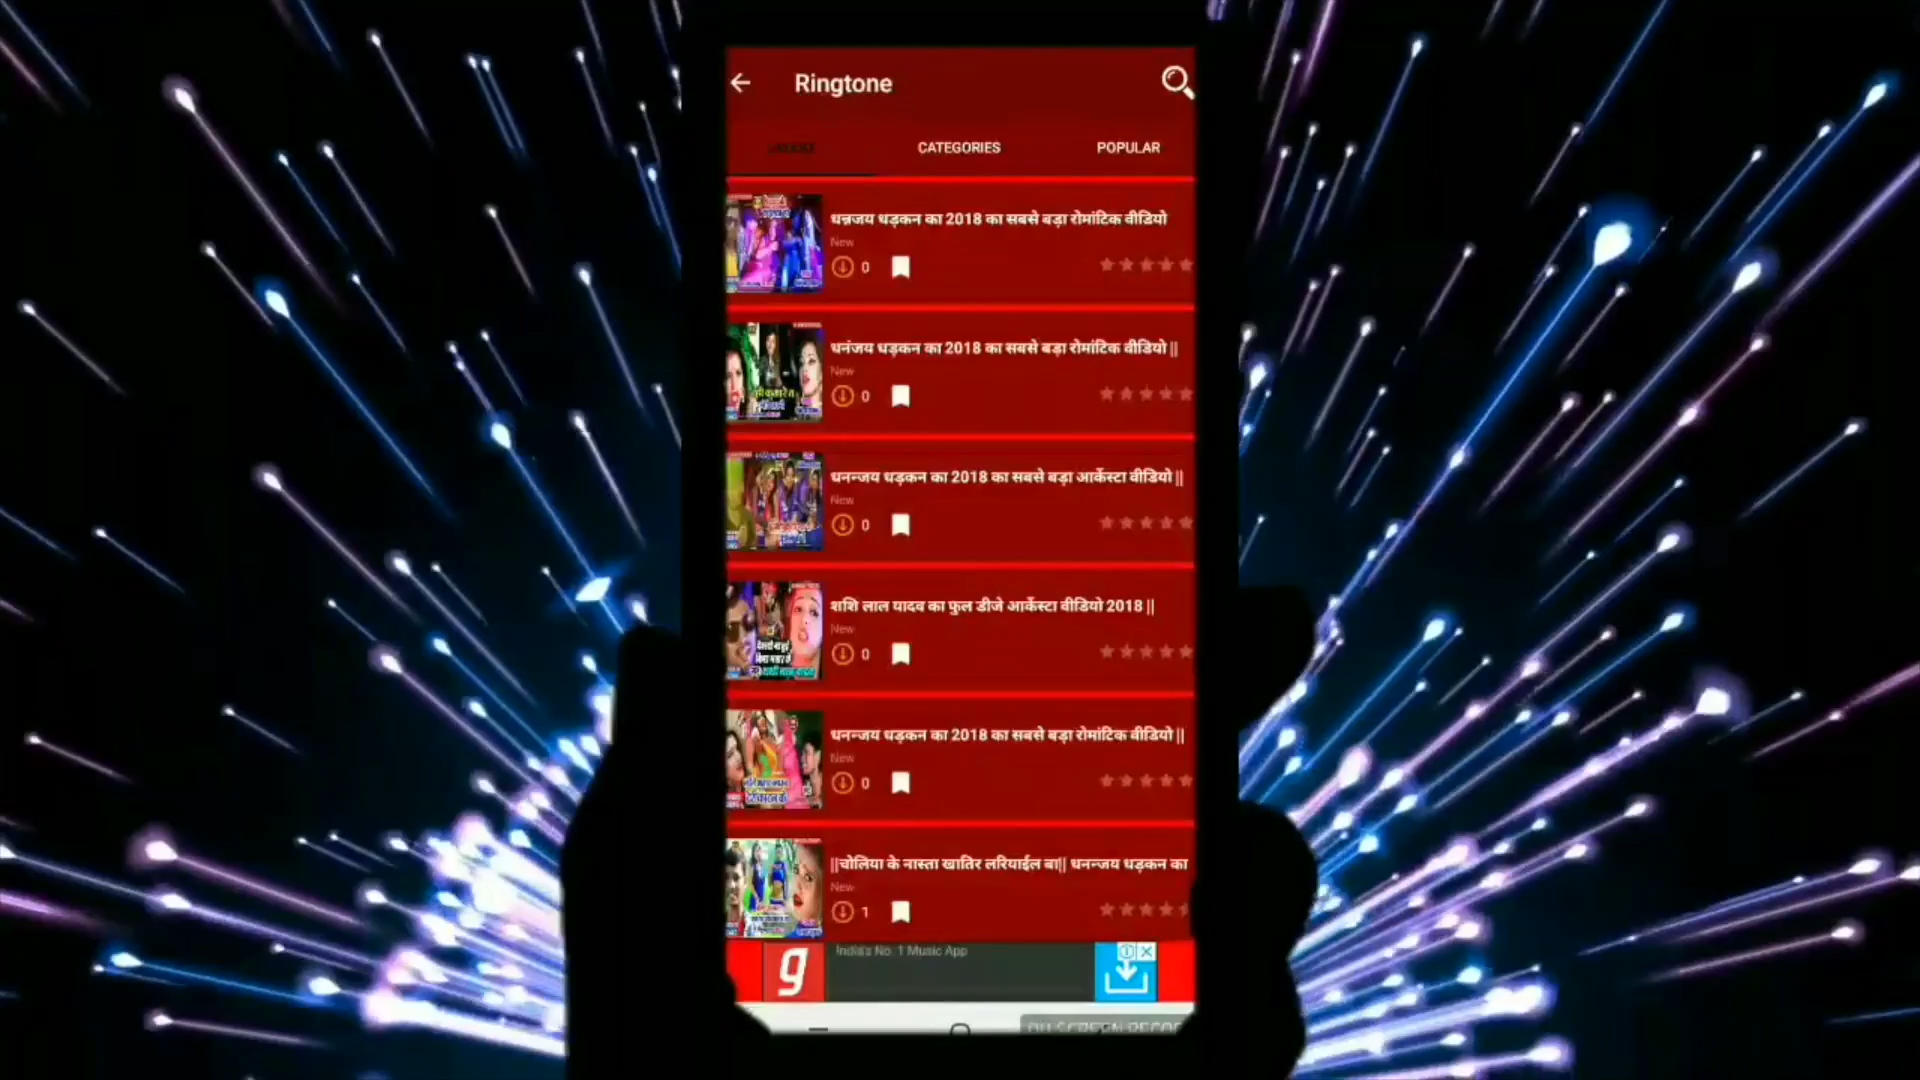 Ringtone
CATEGORIES
POPULAR
धन्नजय धड़कन का 2018 का सबसे बड़ा रोमांटिक वीडियो
New
0
धनंजय धड़कन का 2018 का सबसे बड़ा रोमांटिक वीडियो ||
New
0
धनन्जय धड़कन का 2018 का सबसे बड़ा आर्केस्टा वीडियो ||
New
0
शशि लाल यादव का फुल डीजे आर्केस्टा वीडियो 2018 ||
New
0
धनन्जय धड़कन का 2018 का सबसे बड़ा रोमांटिक वीडियो ||
New
0
||चोलिया के नास्ता खातिर लरियाईल बा|| धनन्जय धड़कन का
New
1
g
India's No. 1 Music App